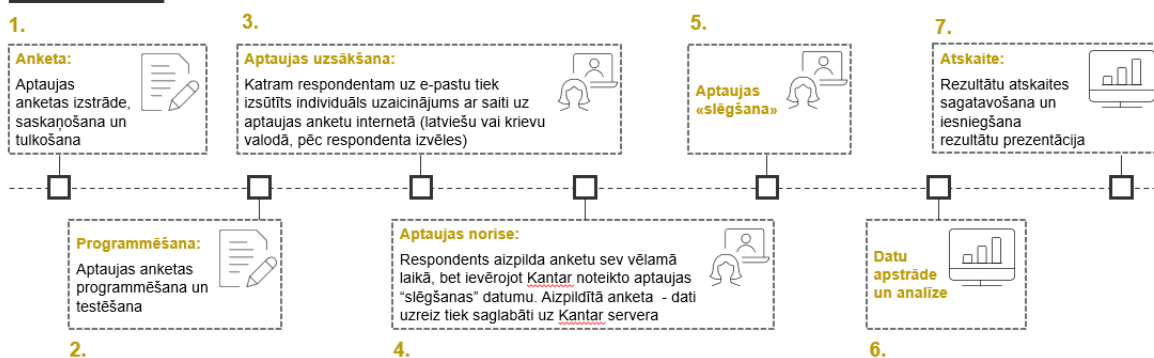 1.
Anketa:
Aptaujas
anketas izstrāde,
saskaņošana un
tulkošana
2.
Programmēšana:
Aptaujas anketas
programmēšana un
testēšana
3.
Aptaujas uzsākšana:
Katram respondentam uz e-pastu tiek
izsūtīts individuāls uzaicinājums ar saiti uz
aptaujas anketu internetā (latviešu vai krievu
valodā, pēc respondenta izvēles)
4.
Aptaujas norise:
Respondents aizpilda anketu sev vēlamā
laikā, bet ievērojot Kantar noteikto aptaujas
“slēgšanas” datumu. Aizpildītā anketa - dati
uzreiz tiek saglabāti uz Kantar servera
5.
Aptaujas
«slēgšana»
6.
Datu
apstrāde
un analīze
7.
Atskaite:
Rezultātu atskaites
sagatavošana un
iesniegšana
rezultātu prezentācija